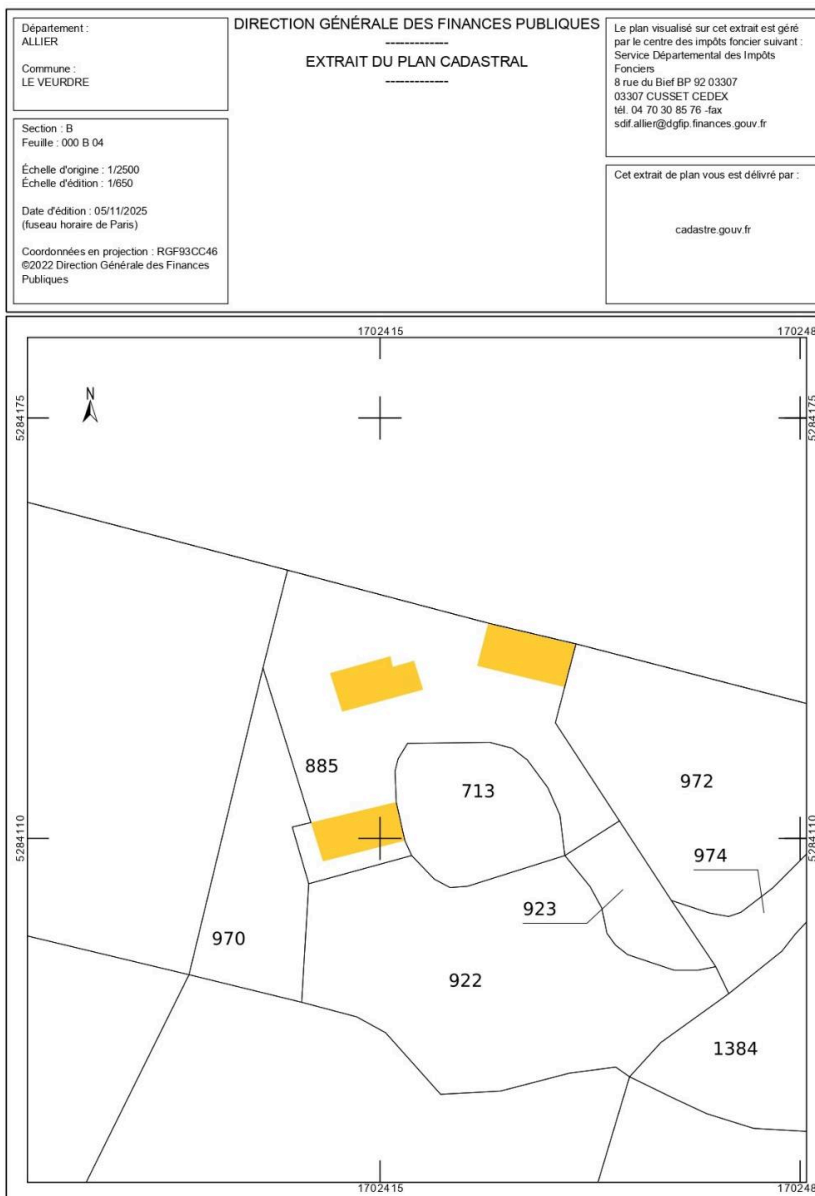 Département :
ALLIER
Commune :
LE VEURDRE
Section : B
Feuille : 000 B 04
Échelle d'origine : 1/2500
Échelle d'édition : 1/650
Date d'édition : 05/11/2025
(fuseau horaire de Paris)
Coordonnées en projection : RGF93CC46
©2022 Direction Générale des Finances
Publiques
DIRECTION GÉNÉRALE DES FINANCES PUBLIQUES
-------------
EXTRAIT DU PLAN CADASTRAL
-------------
Le plan visualisé sur cet extrait est géré
par le centre des impôts foncier suivant :
Service Départemental des Impôts
Fonciers
8 rue du Bief BP 92 03307
03307 CUSSET CEDEX
tél. 04 70 30 85 76 -fax
sdif.allier@dgfip.finances.gouv.fr
Cet extrait de plan vous est délivré par :
cadastre.gouv.fr
1702415
170248
N
5284175
5284175
885
713
972
5284110
5284110
974
923
970
922
1384
1702415
170248